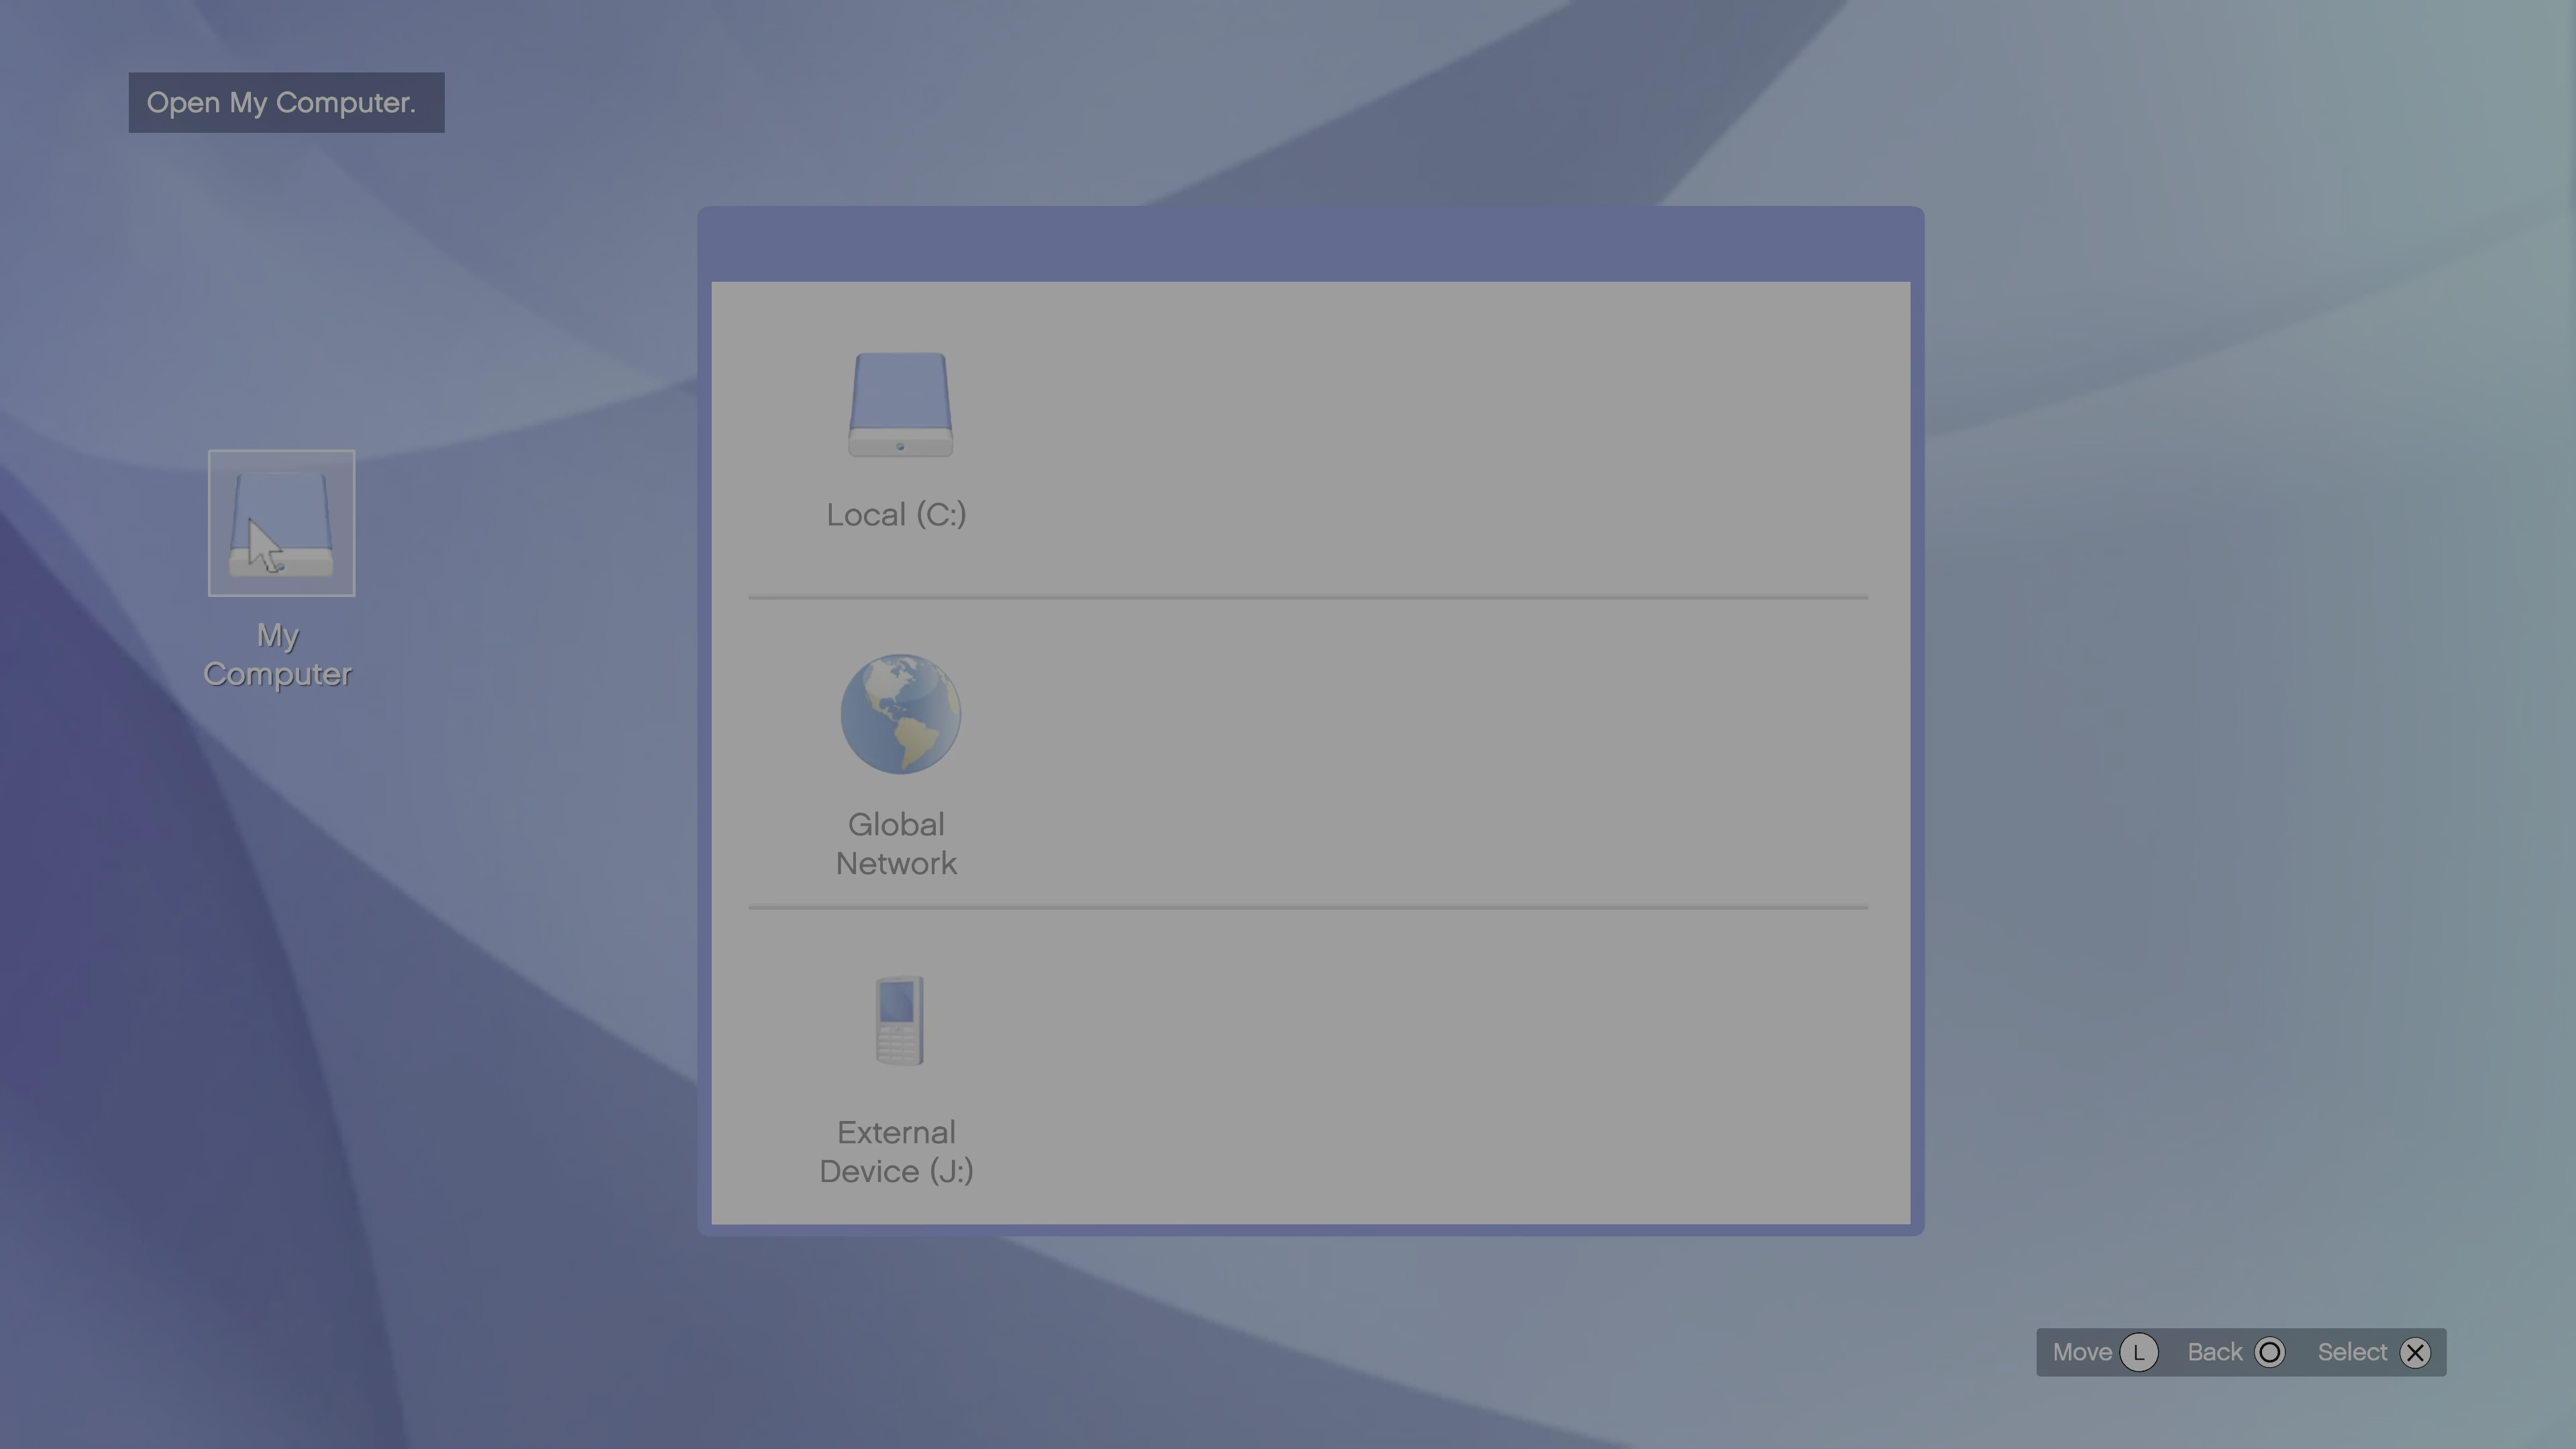 Open My Computer.
My
Computer
Local (C:)
Global
Network
External
Device (J:)
Move L Back Select